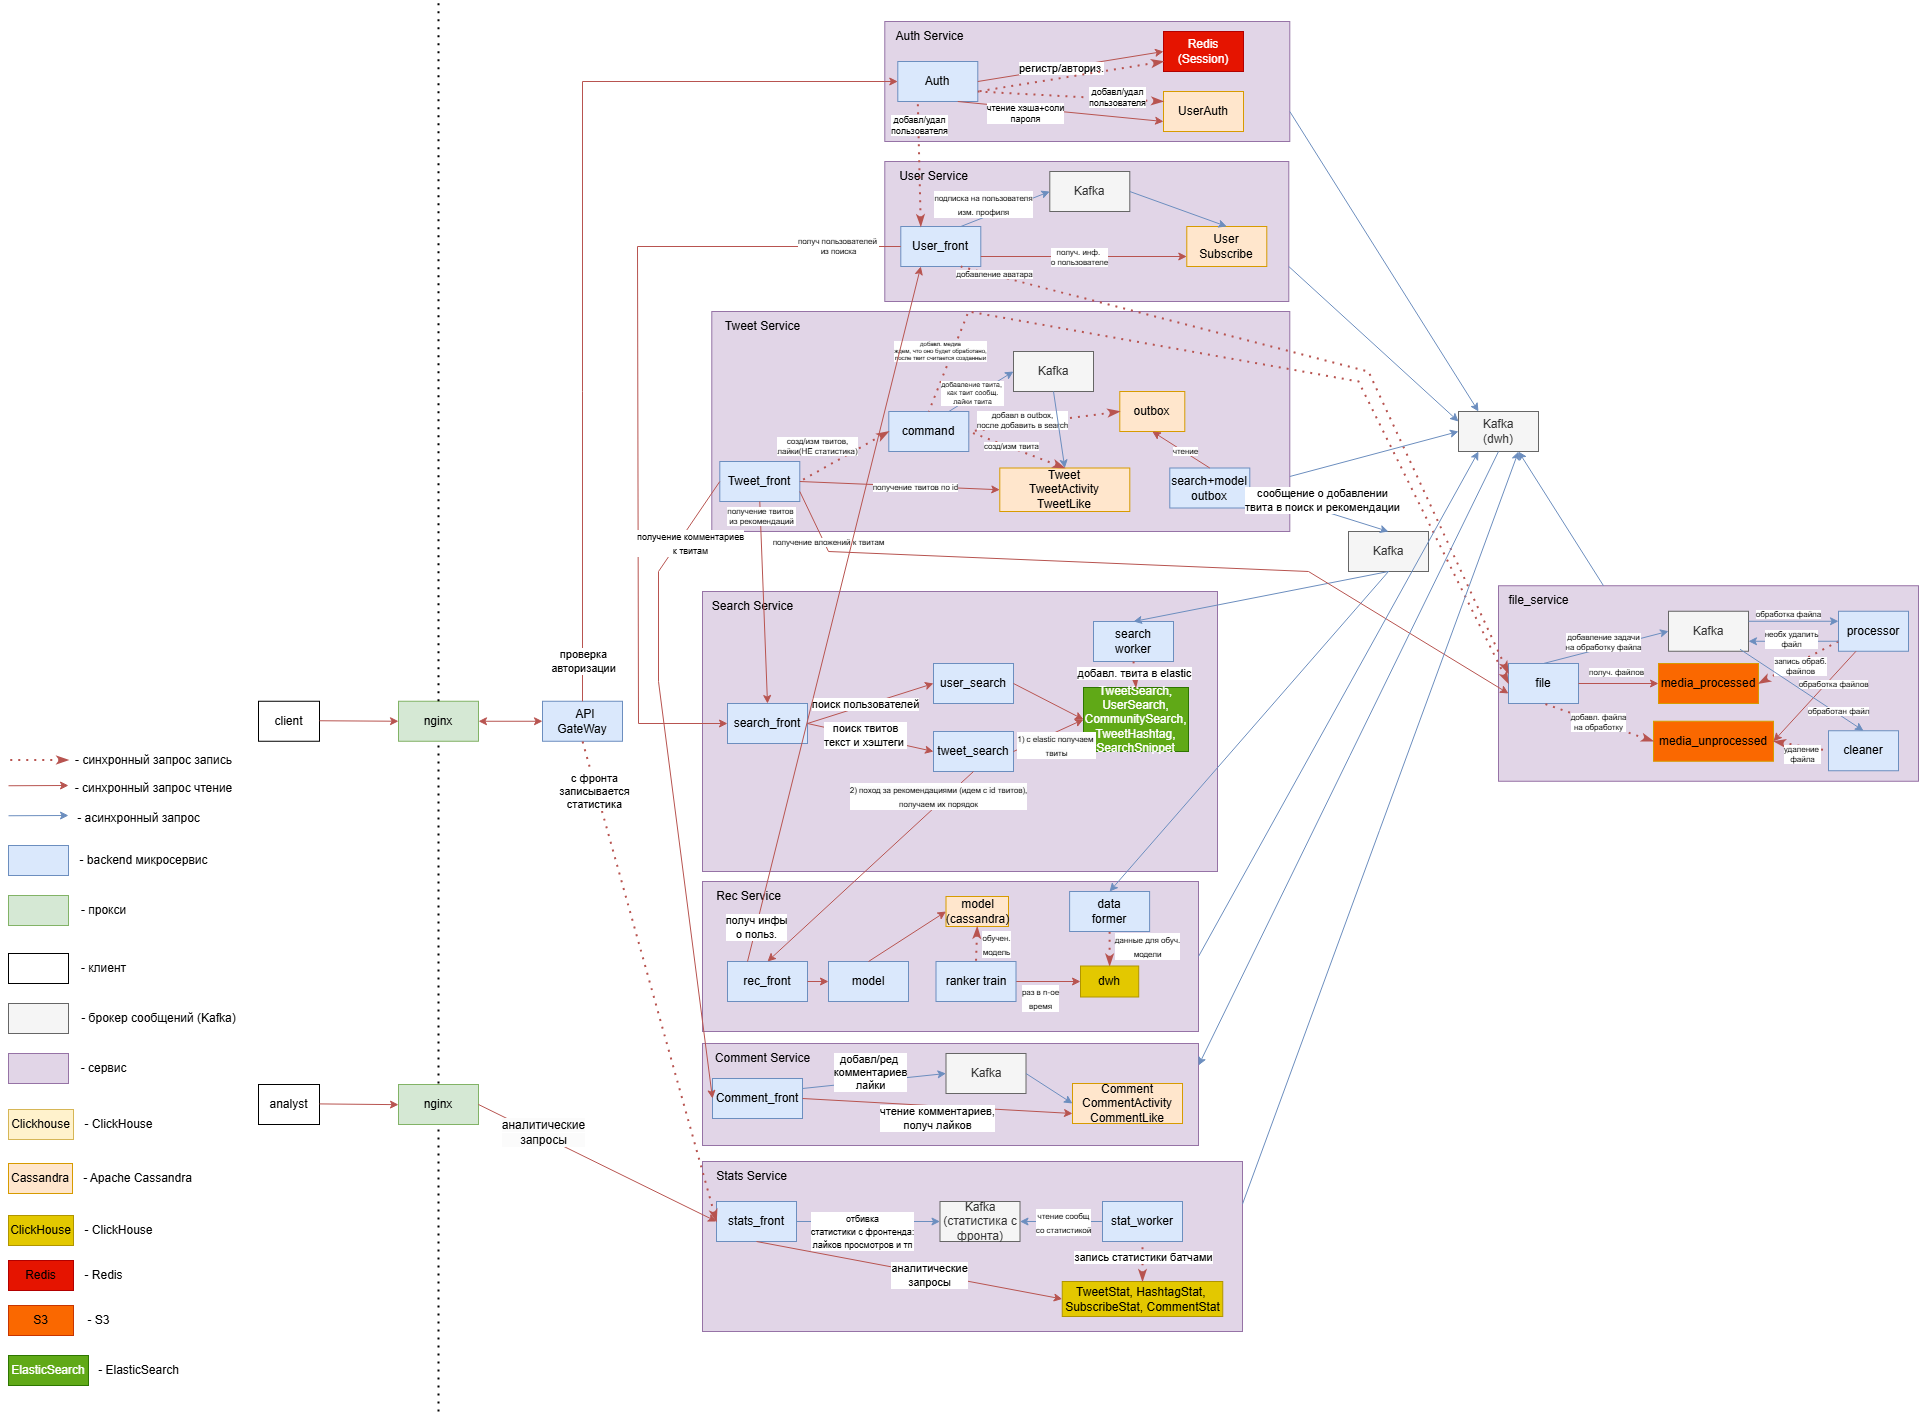 Auth Service
Redis
(Session)
регистр/авториз.
Auth
добавл/удал
пользователя
UserAuth
чтение хэша+соли
пароля
добавл/удал
пользователя
User Service
Kafka
подписка на пользователя
изм. профиля
User_front
User
Subscribe
получ пользователей
из поиска
получ. инф.
о пользователе
добавление аватара
Tweet Service
добавл. медиа
ждем, что оно будет обработано,
после твит считается созданным
Kafka
добавление твита,
как твит сообщ.
лайки твита
outbox
command
добавл в outbox,
после добавить в search
Kafka
(dwh)
созд/изм твитов,
лайки(НЕ статистика)
созд/изм твита
чтение
Tweet_front
получение твитов по id
Tweet
TweetActivity
TweetLike
search+model
outbox
сообщение о добавлении
твита в поиск и рекомендации
получение твитов
из рекомендаций
получение комментариев
к твитам
получение вложений к твитам
Kafka
Search Service
search
worker
добавл. твита в elastic
user_search
поиск пользователей
TweetSearch,
UserSearch,
CommunitySearch,
TweetHashtag,
SearchSnippet
search_front
поиск твитов
текст и хэштеги
tweet_search
1) с elastic получаем
твиты
2) поход за рекомендациями (идем с id твитов),
получаем их порядок
file_service
Kafka
обработка файла
processor
добавление задачи
на обработку файла
необх удалить
файл
запись обраб.
файлов
file
получ. файлов
media_processed
обработка файлов
добавл. файла
на обработку
обработан файл
media_unprocessed
удаление
файла
cleaner
проверка
авторизации
client
nginx
API
GateWay
с фронта
записывается
статистика
- синхронный запрос запись
- синхронный запрос чтение
- асинхронный запрос
- backend микросервис
- прокси
- клиент
- брокер сообщений (Kafka)
- сервис
Clickhouse
- ClickHouse
Cassandra
- Apache Cassandra
ClickHouse
- ClickHouse
Redis
- Redis
S3
- S3
ElasticSearch
- ElasticSearch
Rec Service
model
(cassandra)
data
former
получ инфы
о польз.
обучен.
модель
данные для обуч.
модели
rec_front
model
ranker train
раз в n-ое
время
dwh
Comment Service
добавл/ред
комментариев
лайки
Kafka
Comment_front
Comment
CommentActivity
CommentLike
чтение комментариев,
получ лайков
analyst
nginx
аналитические
запросы
Stats Service
stats_front
отбивка
статистики с фронтенда:
лайков просмотров и тп
Kafka
(статистика с
фронта)
чтение сообщ
со статистикой
stat_worker
запись статистики батчами
аналитические
запросы
TweetStat, HashtagStat,
SubscribeStat, CommentStat